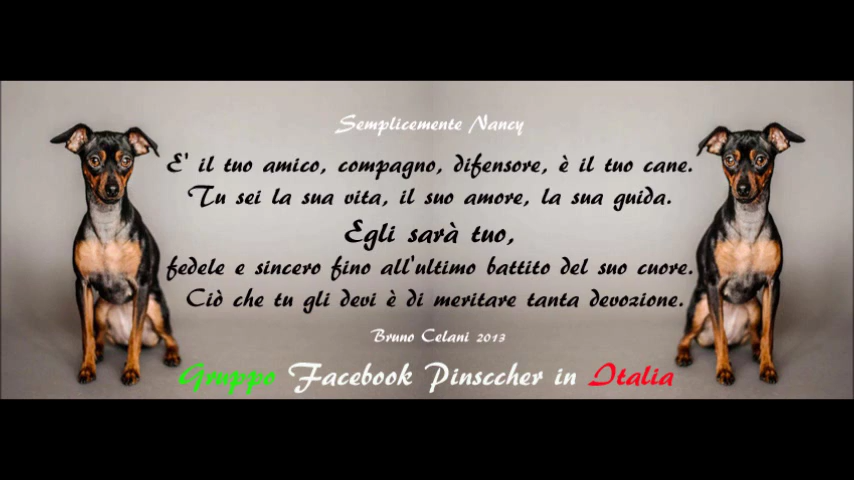 Semplicemente Nancy
E' il tuo amico, compagno, difensore, è il tuo cane.
Tu sei la sua vita, il suo amore, la sua guida.
Egli sarà tuo,
fedele e sincero fino all'ultimo battito del suo cuore.
Ciò che tu gli devi è di meritare tanta devozione.
Bruno Celani 2013
Gruppo Facebook Pinsccher in Italia